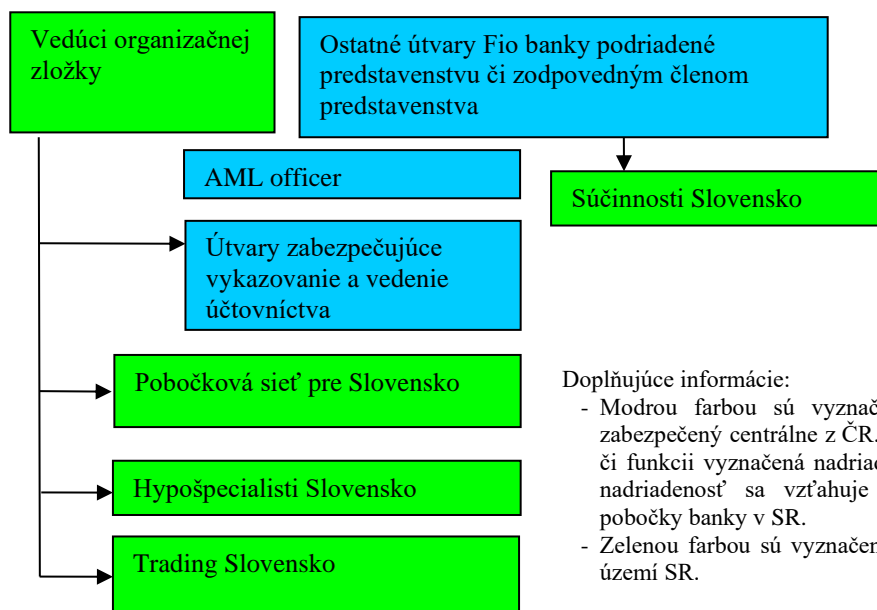 Vedúci organizačnej
zložky
Ostatné útvary Fio banky podriadené
predstavenstvu či zodpovedným členom
predstavenstva
AML officer
Súčinnosti Slovensko
Útvary zabezpečujúce
vykazovanie a vedenie
účtovníctva
Pobočková sieť pre Slovensko
Hypošpecialisti Slovensko
Trading Slovensko
Doplňujúce informácie:
- Modrou farbou sú vyznač
zabezpečený centrálne z ČR.
či funkcii vyznačená nadriad
nadriadenosť sa vzťahuje
pobočky banky v SR.
- Zelenou farbou sú vyznačen
území SR.